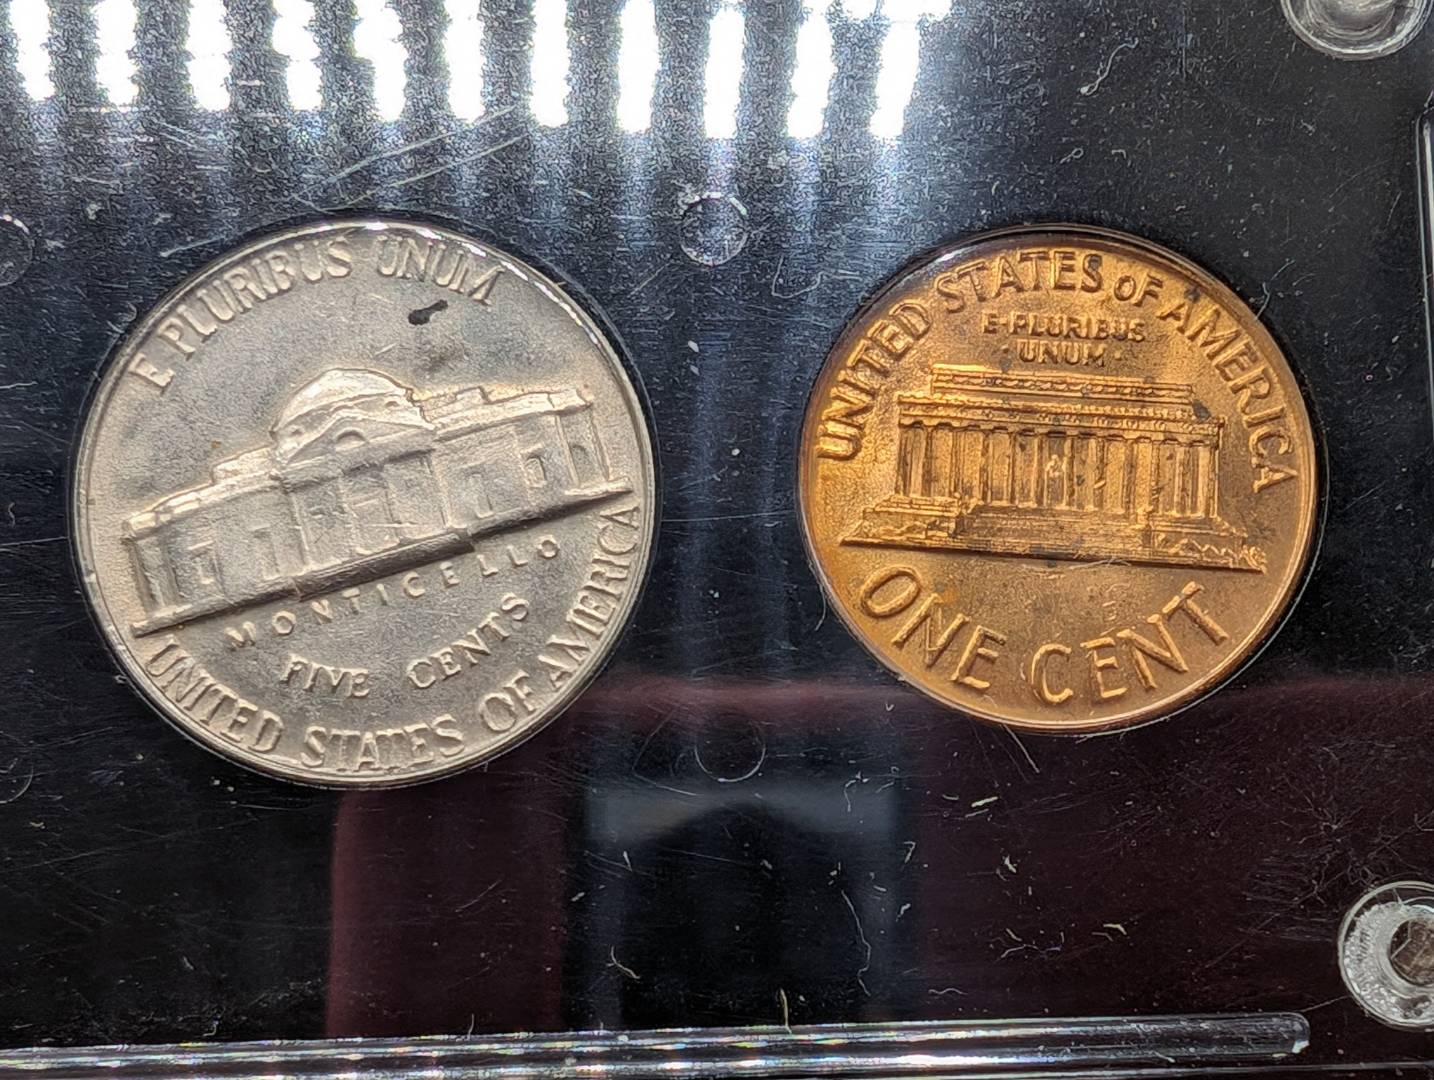 E PLURIBUS UNUM
MONTICELLO
FIVE CENTS
UNITED STATES OF AMERICA
UNITED STATES OF AMERICA
E·PLURIBUS
·UNUM·
ONE CENT